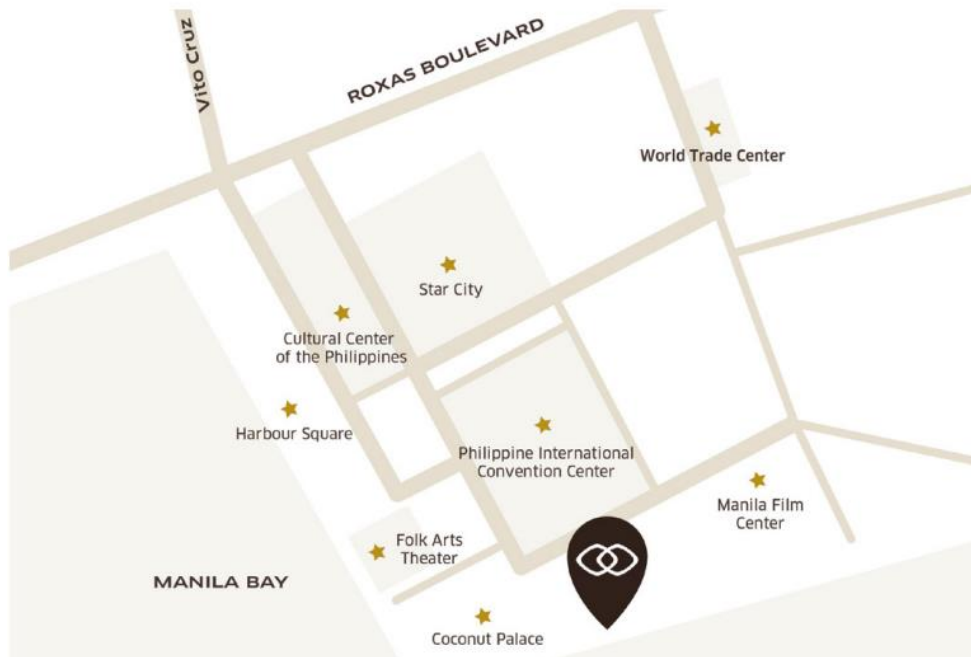 Vito Cruz
ROXAS BOULEVARD
World Trade Center
Star City
Cultural Center
of the Philippines
Harbour Square
Philippine International
Convention Center
Manila Film
Center
Folk Arts
Theater
MANILA BAY
Coconut Palace